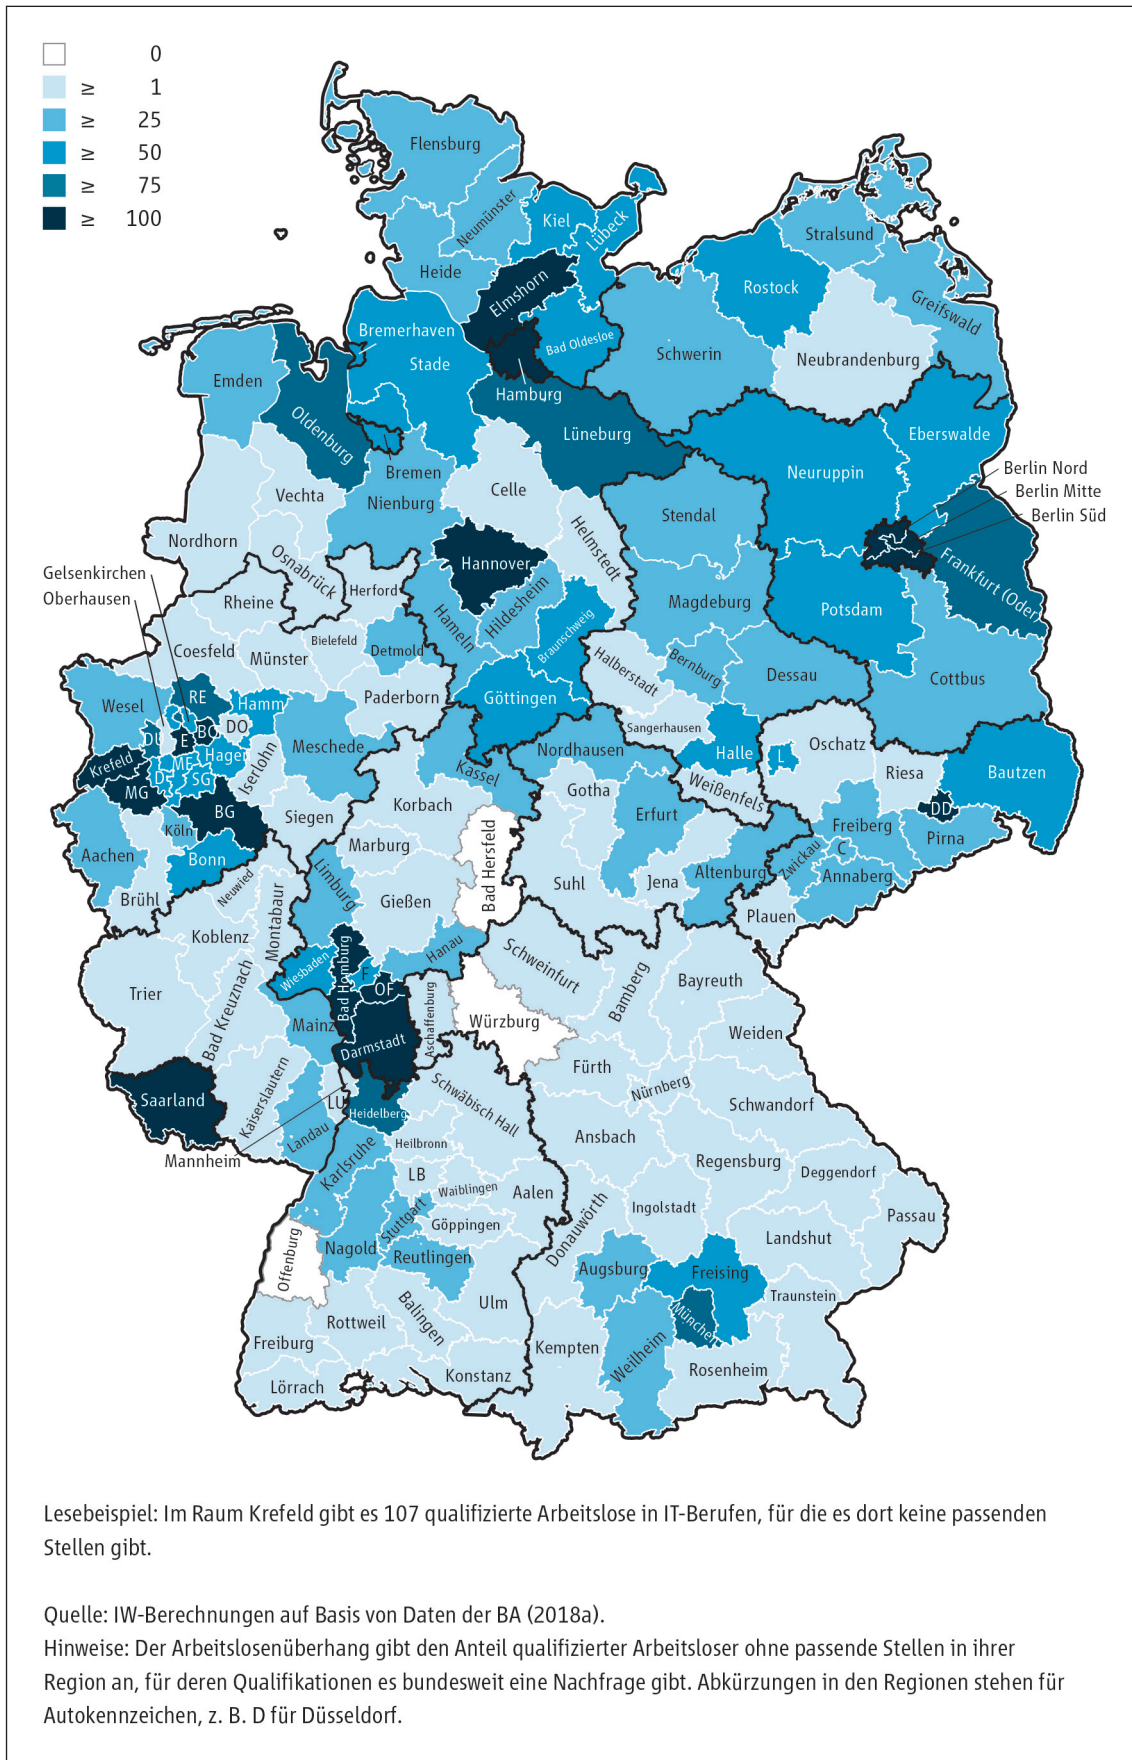 0
≥ 1
≥ 25
≥ 50
≥ 75
≥ 100
Flensburg
Neumünster
Kiel
Lübeck
Heide
Elmshorn
Bad Oldesloe
Hamburg
Stralsund
Rostock
Greifswald
Schwerin
Neubrandenburg
Bremerhaven
Stade
Emden
Oldenburg
Lüneburg
Bremen
Nienburg
Vechta
Celle
Nordhorn
Osnabrück
Hannover
Helmstedt
Eberswalde
Neuruppin
Berlin Nord
Berlin Mitte
Berlin Süd
Stendal
Frankfurt (Oder)
Magdeburg
Potsdam
Gelsenkirchen
Oberhausen
Rheine
Herford
Hameln
Hildesheim
Braunschweig
Coesfeld
Münster
Bielefeld
Detmold
Halberstadt
Bernburg
Dessau
Cottbus
Wesel
RE
Hamm
Paderborn
Göttingen
Sangerhausen
DU
E
BO
DO
Krefeld
D
ME
Hagen
SG
Iserlohn
Meschede
Kassel
Nordhausen
Halle
L
Oschatz
Riesa
Bautzen
MG
BG
Siegen
Korbach
Gotha
Weißenfels
DD
Köln
Aachen
Bonn
Marburg
Bad Hersfeld
Erfurt
Freiberg
Pirna
Brühl
Neuwied
Limburg
Gießen
Suhl
Jena
Altenburg
Zwickau
C
Annaberg
Plauen
Koblenz
Montabaur
Hanau
Schweinfurt
Bamberg
Bayreuth
Trier
Bad Kreuznach
Wiesbaden
Bad Homburg
F
OF
Aschaffenburg
Würzburg
Weiden
Mainz
Darmstadt
Fürth
Nürnberg
Schwandorf
Saarland
Kaiserslautern
Landau
LU
Mannheim
Heidelberg
Schwäbisch Hall
Ansbach
Regensburg
Deggendorf
Heilbronn
Karlsruhe
LB
Waiblingen
Aalen
Donauwörth
Ingolstadt
Passau
Stuttgart
Göppingen
Landshut
Offenburg
Nagold
Reutlingen
Augsburg
Freising
Traunstein
Rottweil
Balingen
Ulm
München
Freiburg
Kempten
Weilheim
Rosenheim
Lörrach
Konstanz
Lesebeispiel: Im Raum Krefeld gibt es 107 qualifizierte Arbeitslose in IT-Berufen, für die es dort keine passenden
Stellen gibt.
Quelle: IW-Berechnungen auf Basis von Daten der BA (2018a).
Hinweise: Der Arbeitslosenüberhang gibt den Anteil qualifizierter Arbeitsloser ohne passende Stellen in ihrer
Region an, für deren Qualifikationen es bundesweit eine Nachfrage gibt. Abkürzungen in den Regionen stehen für
Autokennzeichen, z. B. D für Düsseldorf.